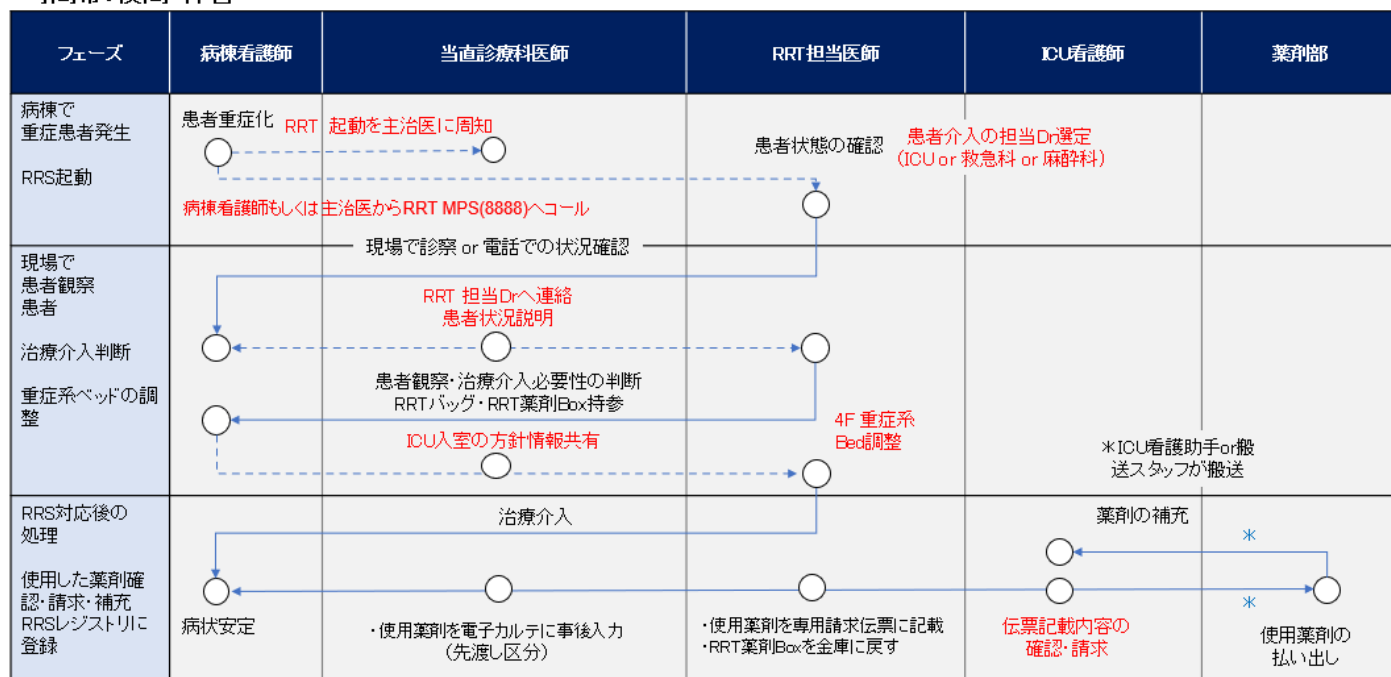 フェーズ
病棟看護師
当直診療科医師
RRT担当医師
ICU看護師
薬剤部
病棟で
重症患者発生
RRS起動
患者重症化
RRT 起動を主治医に周知
患者状態の確認
患者介入の担当Dr選定
(ICU or 救急科 or 麻酔科)
病棟看護師もしくは主治医からRRT MPS(8888)へコール
現場で診察 or 電話での状況確認
現場で
患者観察
患者
治療介入判断
重症系ベッドの調
整
RRT 担当Drへ連絡
患者状況説明
患者観察・治療介入必要性の判断
RRTバッグ・RRT薬剤Box持参
ICU入室の方針情報共有
4F 重症系
Bed調整
＊ICU看護助手or搬
送スタッフが搬送
RRS対応後の
処理
使用した薬剤確
認・請求・補充
RRSレジストリに
登録
治療介入
薬剤の補充
＊
＊
病状安定
・使用薬剤を電子カルテに事後入力
(先渡し区分)
・使用薬剤を専用請求伝票に記載
・RRT薬剤Boxを金庫に戻す
伝票記載内容の
確認・請求
使用薬剤の
払い出し